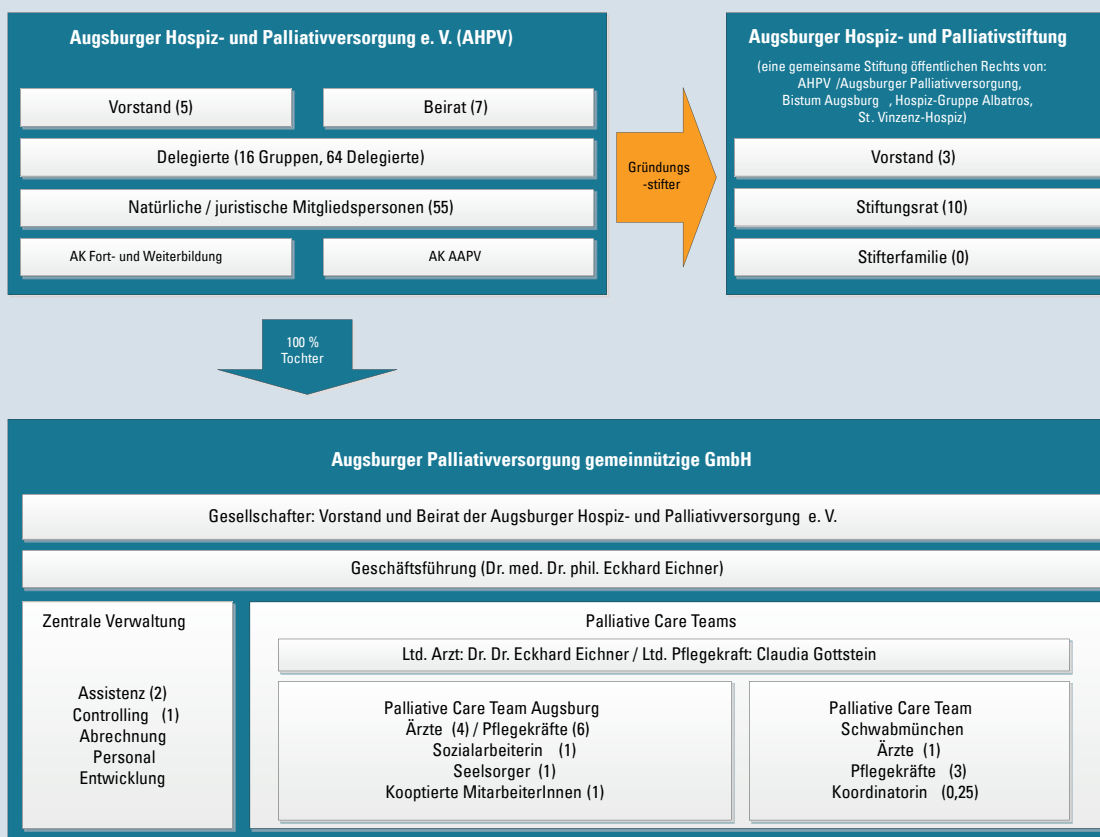 Augsburger Hospiz- und Palliativversorgung e. V. (AHPV)
Vorstand (5)
Beirat (7)
Delegierte (16 Gruppen, 64 Delegierte)
Natürliche / juristische Mitgliedspersonen (55)
AK Fort- und Weiterbildung
AK AAPV
Gründungs
-stifter
Augsburger Hospiz- und Palliativstiftung
(eine gemeinsame Stiftung öffentlichen Rechts von:
AHPV /Augsburger Palliativversorgung,
Bistum Augsburg , Hospiz-Gruppe Albatros,
St. Vinzenz-Hospiz)
Vorstand (3)
Stiftungsrat (10)
Stifterfamilie (0)
100 %
Tochter
Augsburger Palliativversorgung gemeinnützige GmbH
Gesellschafter: Vorstand und Beirat der Augsburger Hospiz- und Palliativversorgung e. V.
Geschäftsführung (Dr. med. Dr. phil. Eckhard Eichner)
Zentrale Verwaltung
Assistenz (2)
Controlling (1)
Abrechnung
Personal
Entwicklung
Palliative Care Teams
Ltd. Arzt: Dr. Dr. Eckhard Eichner / Ltd. Pflegekraft: Claudia Gottstein
Palliative Care Team Augsburg
Ärzte (4) / Pflegekräfte (6)
Sozialarbeiterin (1)
Seelsorger (1)
Kooptierte MitarbeiterInnen (1)
Palliative Care Team
Schwabmünchen
Ärzte (1)
Pflegekräfte (3)
Koordinatorin (0,25)